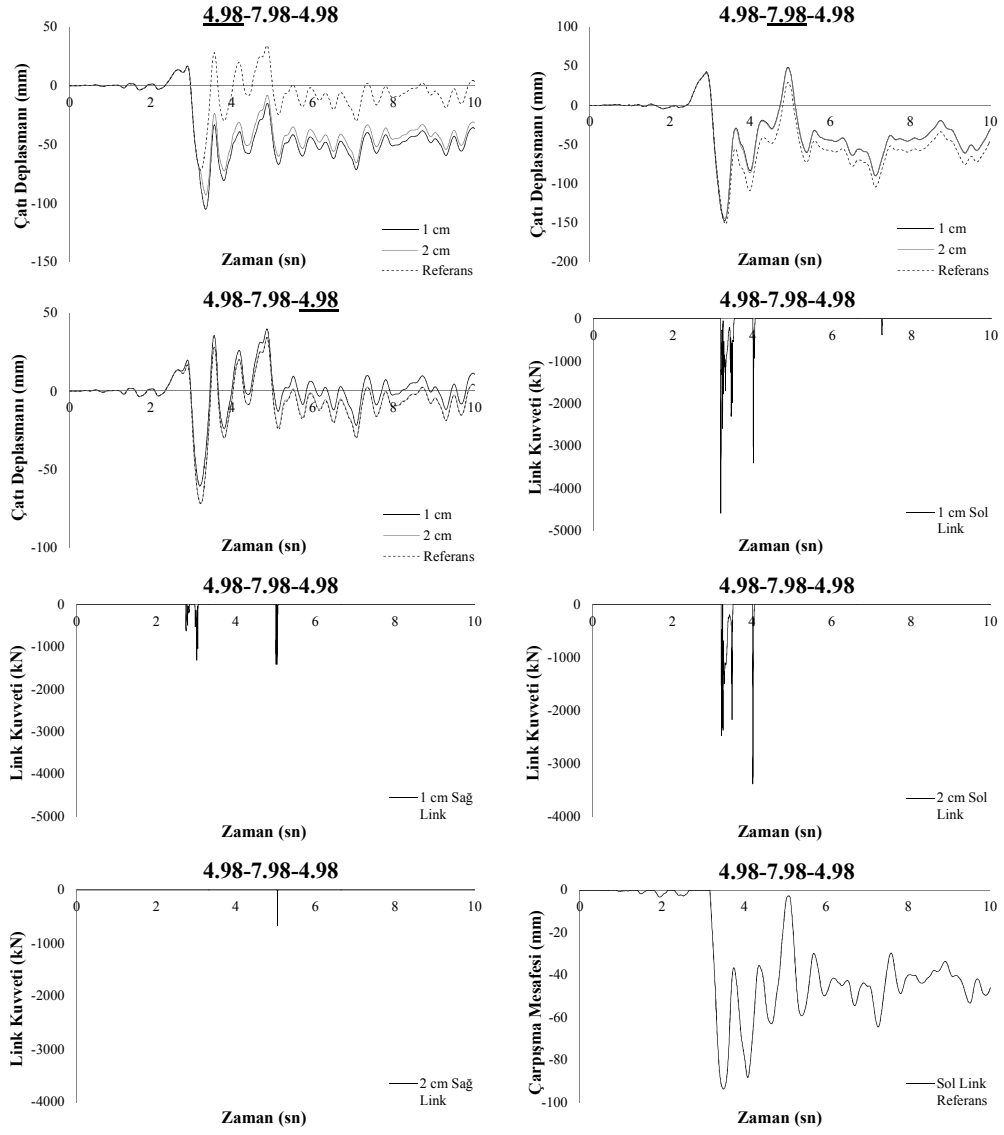 4.98-7.98-4.98
Çatı Deplasmanı (mm)
50
0
-50
-100
-150
0
2
4
6
8
10
Zaman (sn)
1 cm
2 cm
Referans
4.98-7.98-4.98
Çatı Deplasmanı (mm)
100
50
0
-50
-100
-150
-200
0
2
4
6
8
10
Zaman (sn)
1 cm
2 cm
Referans
4.98-7.98-4.98
Çatı Deplasmanı (mm)
50
0
-50
-100
0
2
4
6
8
10
Zaman (sn)
1 cm
2 cm
Referans
4.98-7.98-4.98
Link Kuvveti (kN)
0
-1000
-2000
-3000
-4000
-5000
0
2
4
6
8
10
Zaman (sn)
1 cm Sol
Link
4.98-7.98-4.98
Link Kuvveti (kN)
0
-1000
-2000
-3000
-4000
-5000
0
2
4
6
8
10
Zaman (sn)
1 cm Sağ
Link
4.98-7.98-4.98
Link Kuvveti (kN)
0
-1000
-2000
-3000
-4000
0
2
4
6
8
10
Zaman (sn)
2 cm Sol
Link
4.98-7.98-4.98
Link Kuvveti (kN)
0
-1000
-2000
-3000
-4000
0
2
4
6
8
10
Zaman (sn)
2 cm Sağ
Link
4.98-7.98-4.98
Çarpışma Mesafesi (mm)
0
-20
-40
-60
-80
-100
0
2
4
6
8
10
Zaman (sn)
Sol Link
Referans